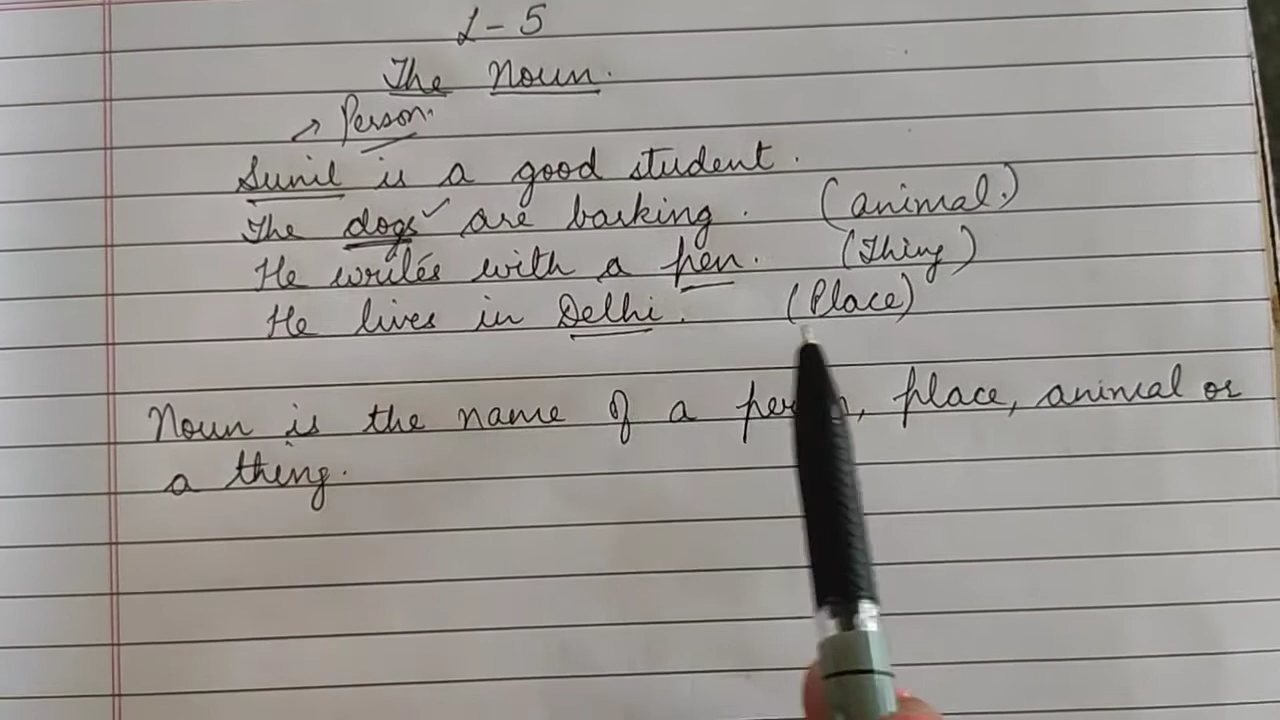 L-5
The Noun.
→ Person.
Sunil is a good student.
The dogs✓ are barking. (animal.)
He writes with a pen. (Thing)
He lives in Delhi. (Place)
Noun is the name of a , place, animal or
a thing.